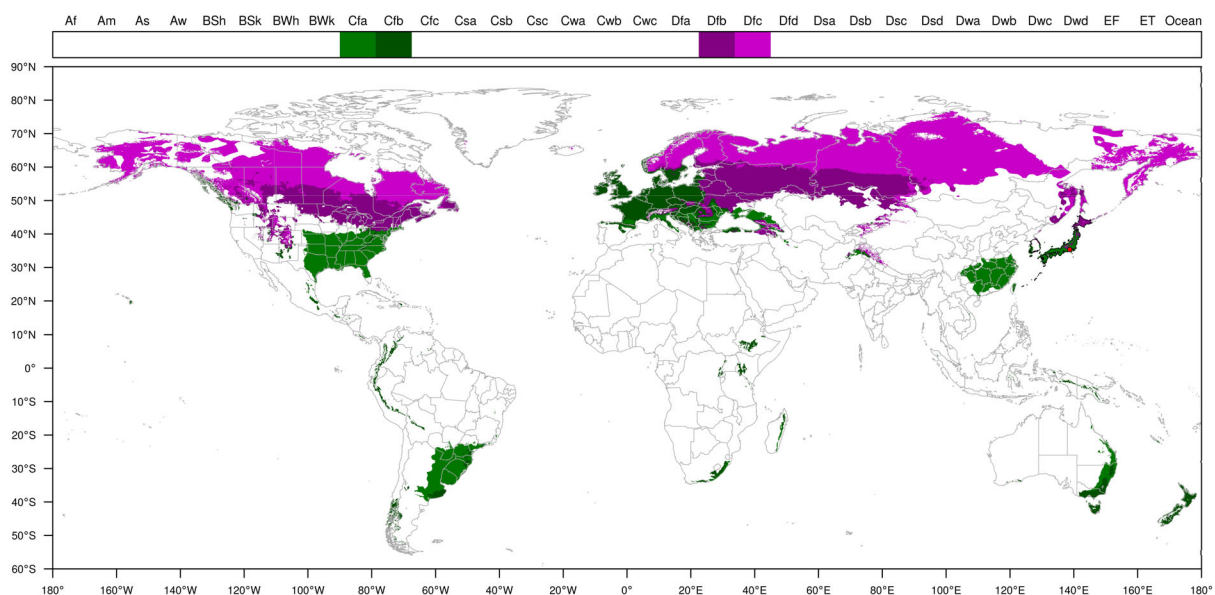 Af Am As Aw BSh BSk BWh BWk Cfa Cfb Cfc Csa Csb Csc Cwa Cwb Cwc Dfa Dfb Dfc Dfd Dsa Dsb Dsc Dsd Dwa Dwb Dwc Dwd EF ET Ocean
90°N
80°N
70°N
60°N
50°N
40°N
30°N
20°N
10°N
0°
10°S
20°S
30°S
40°S
50°S
60°S
180° 160°W 140°W 120°W 100°W 80°W 60°W 40°W 20°W 0° 20°E 40°E 60°E 80°E 100°E 120°E 140°E 160°E 180°